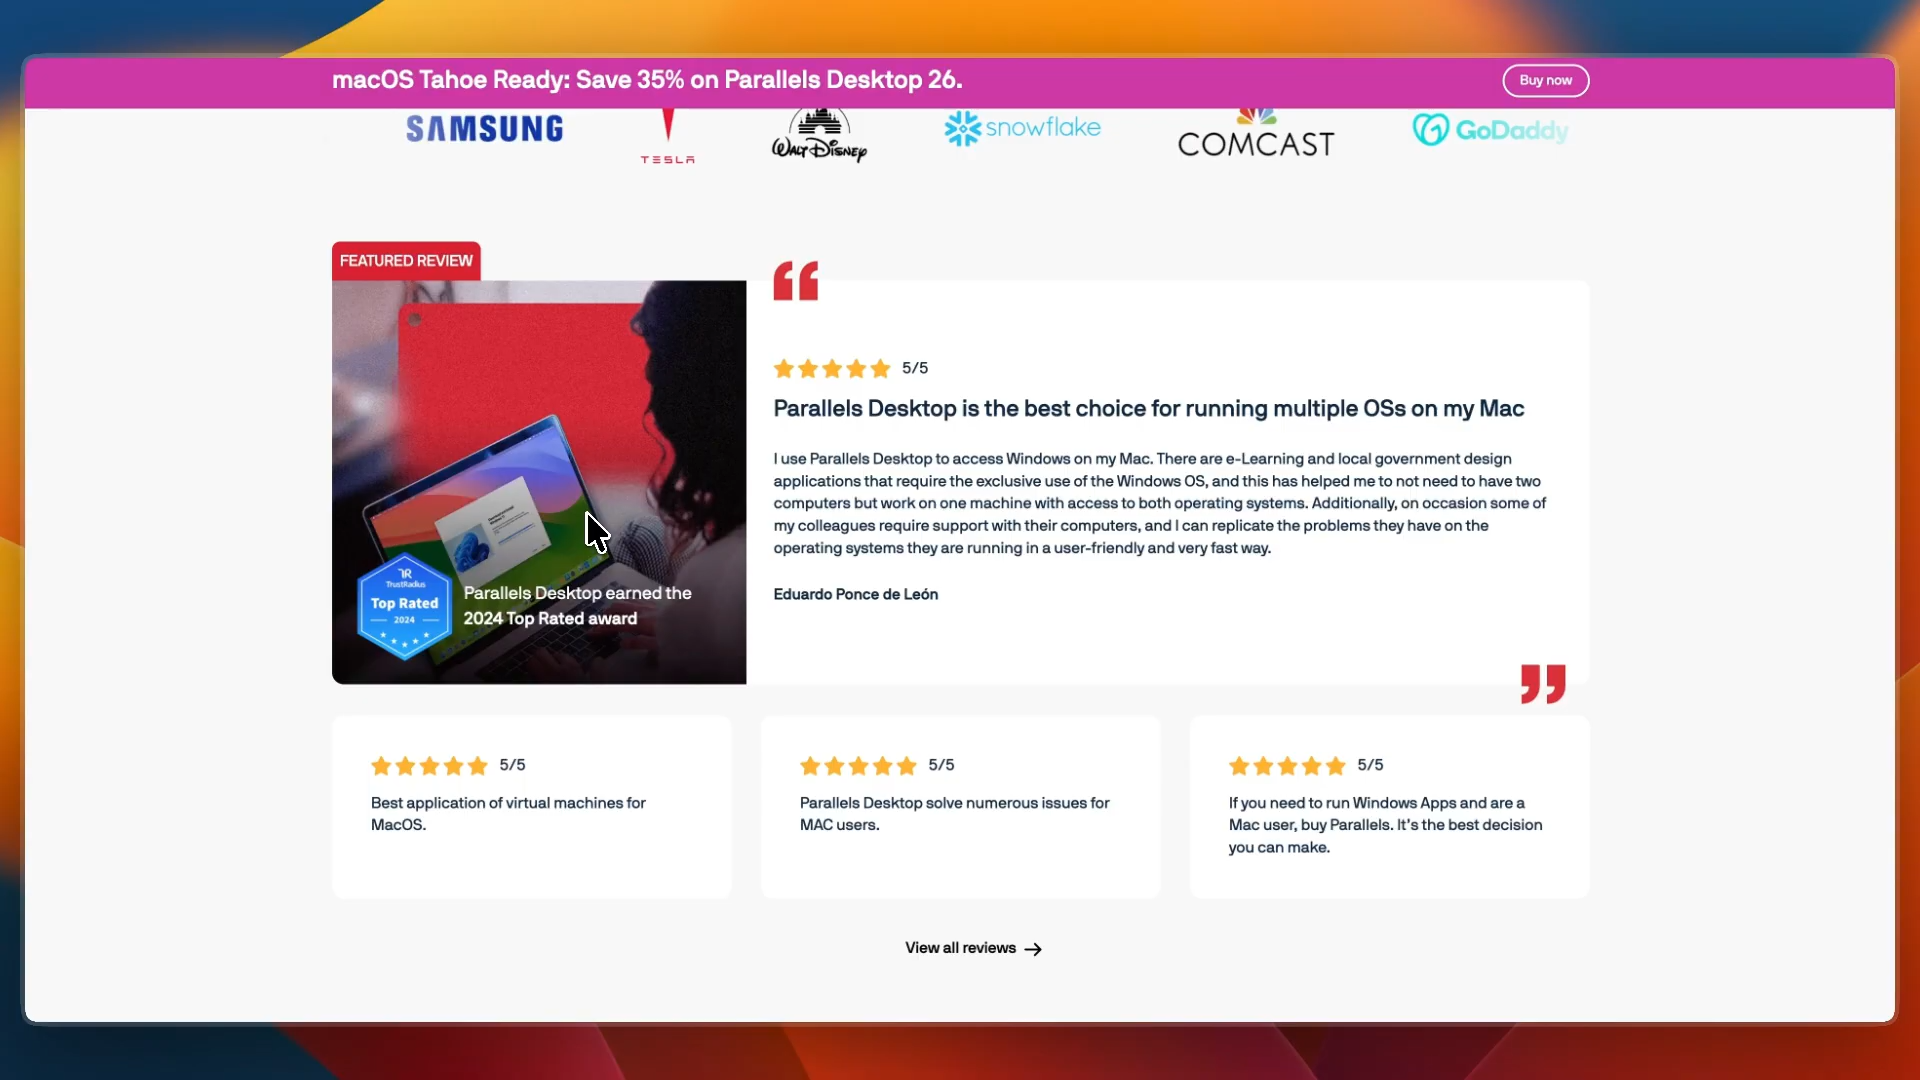 macOS Tahoe Ready: Save 35% on Parallels Desktop 26.
Buy now
SAMSUNG
TESLA
WALT DISNEY
snowflake
COMCAST
GoDaddy
FEATURED REVIEW
5/5
Parallels Desktop is the best choice for running multiple OSs on my Mac
I use Parallels Desktop to access Windows on my Mac. There are e-Learning and local government design
applications that require the exclusive use of the Windows OS, and this has helped me to not need to have two
computers but work on one machine with access to both operating systems. Additionally, on occasion some of
my colleagues require support with their computers, and I can replicate the problems they have on the
operating systems they are running in a user-friendly and very fast way.
Eduardo Ponce de León
TR
TrustRadius
Top Rated
2024
Parallels Desktop earned the
2024 Top Rated award
5/5
Best application of virtual machines for
MacOS.
5/5
Parallels Desktop solve numerous issues for
MAC users.
5/5
If you need to run Windows Apps and are a
Mac user, buy Parallels. It's the best decision
you can make.
View all reviews